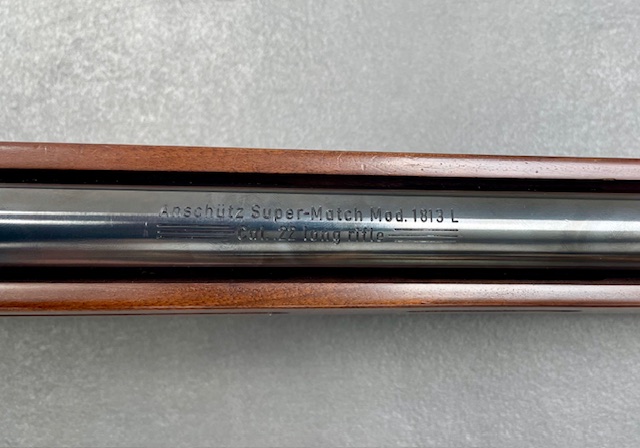 Anschütz Super-Match Mod. 1813 L
Cal. 22 long rifle